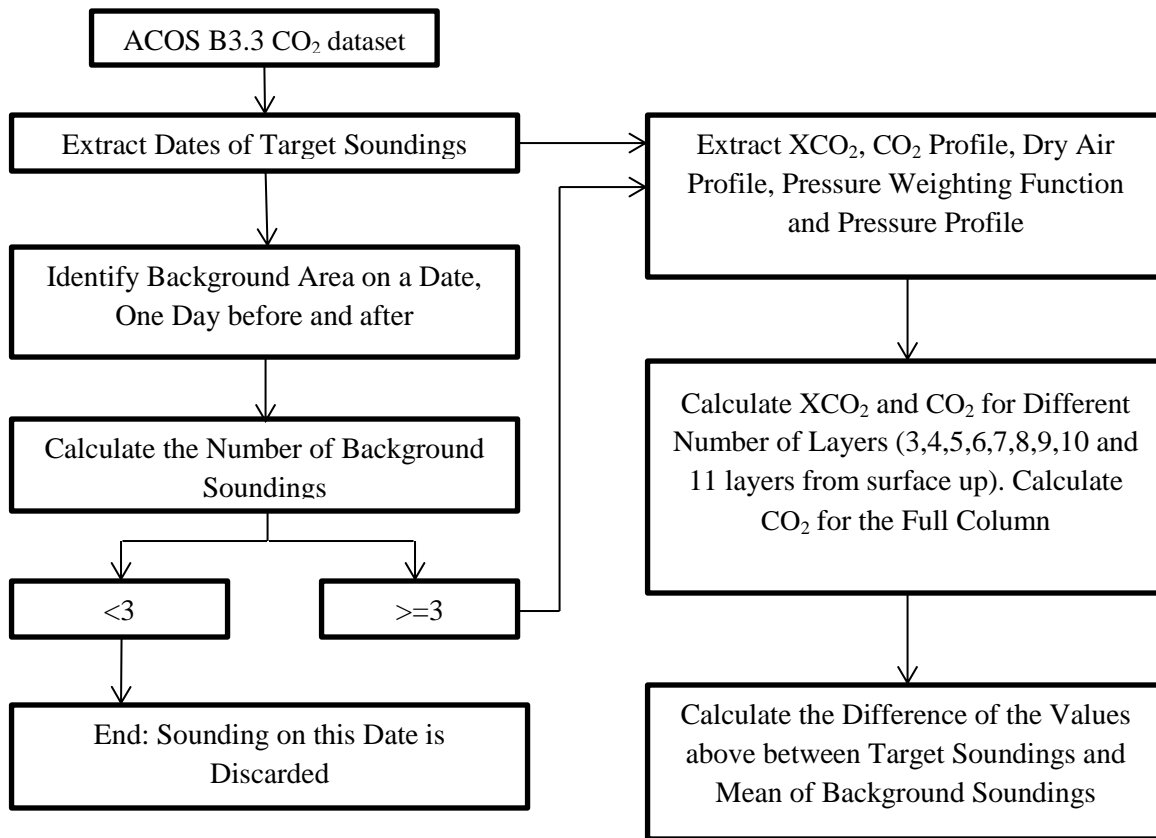 ACOS B3.3 CO₂ dataset
Extract Dates of Target Soundings
Identify Background Area on a Date,
One Day before and after
Calculate the Number of Background
Soundings
<3
>=3
End: Sounding on this Date is
Discarded
Extract XCO₂, CO₂ Profile, Dry Air
Profile, Pressure Weighting Function
and Pressure Profile
Calculate XCO₂ and CO₂ for Different
Number of Layers (3,4,5,6,7,8,9,10 and
11 layers from surface up). Calculate
CO₂ for the Full Column
Calculate the Difference of the Values
above between Target Soundings and
Mean of Background Soundings